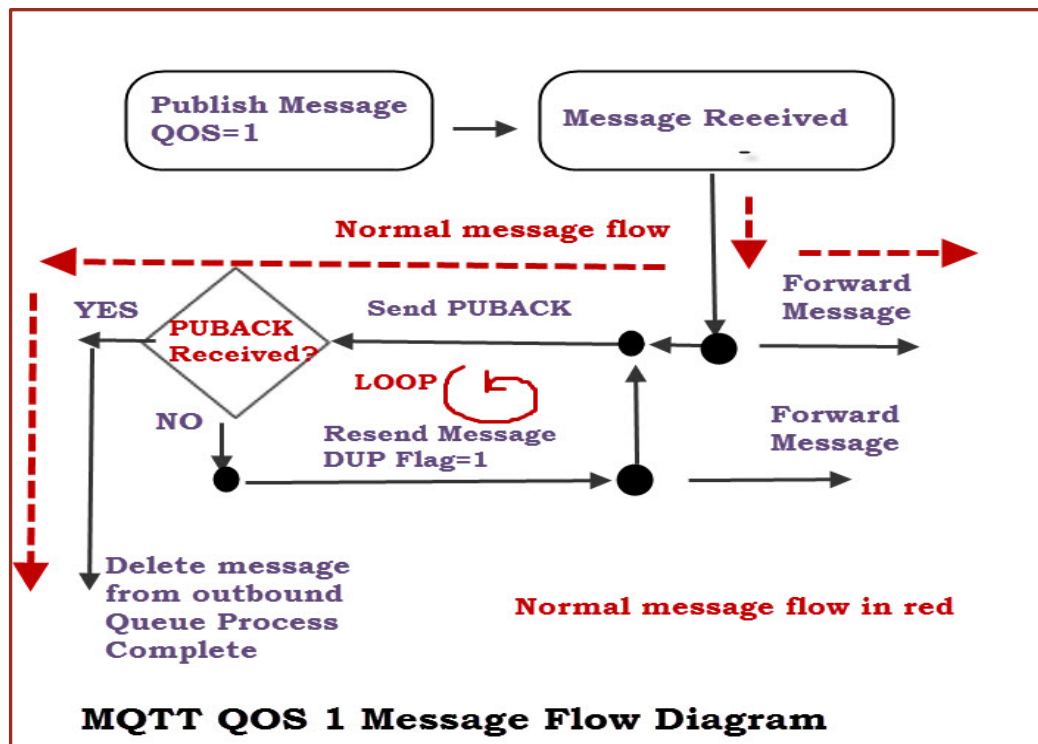 Publish Message
QOS=1
Message Reeeived
-
Normal message flow
Forward
Message
YES
Send PUBACK
PUBACK
Received?
LOOP
NO
Resend Message
DUP Flag=1
Forward
Message
Delete message
from outbound
Queue Process
Complete
Normal message flow in red
MQTT QOS 1 Message Flow Diagram